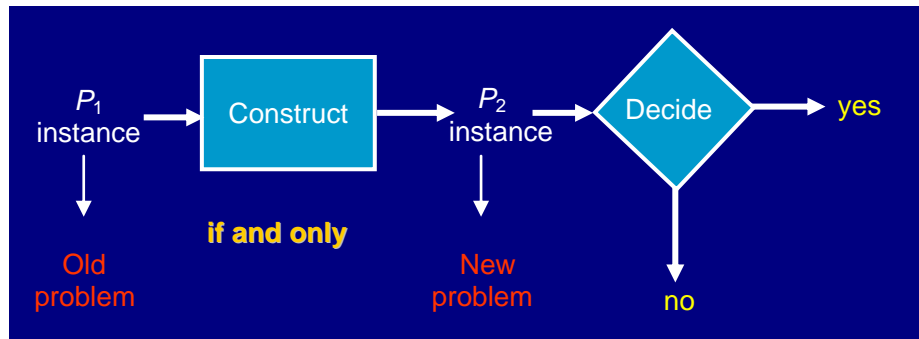 P₁
instance
Construct
P₂
instance
Decide
yes
if and only
Old
problem
New
problem
no